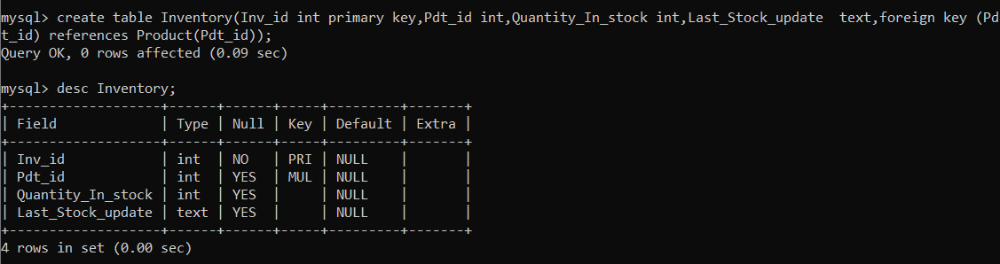 mysql> create table Inventory(Inv_id int primary key,Pdt_id int,Quantity_In_stock int,Last_Stock_update  text,foreign key (Pd
t_id) references Product(Pdt_id));
Query OK, 0 rows affected (0.09 sec)

mysql> desc Inventory;
+-------------------+------+------+-----+---------+-------+
| Field             | Type | Null | Key | Default | Extra |
+-------------------+------+------+-----+---------+-------+
| Inv_id            | int  | NO   | PRI | NULL    |       |
| Pdt_id            | int  | YES  | MUL | NULL    |       |
| Quantity_In_stock | int  | YES  |     | NULL    |       |
| Last_Stock_update | text | YES  |     | NULL    |       |
+-------------------+------+------+-----+---------+-------+
4 rows in set (0.00 sec)